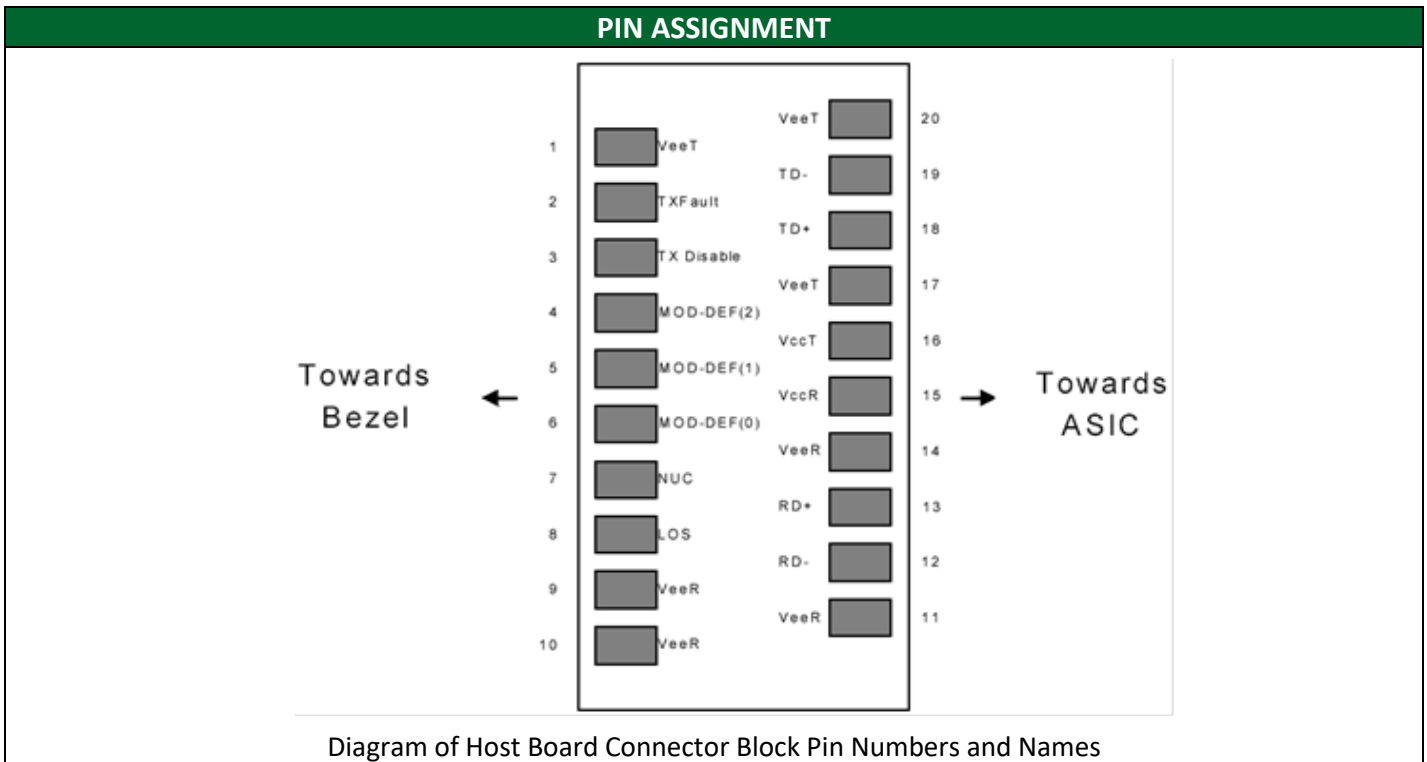 PIN ASSIGNMENT
1 VeeT
2 TXFault
3 TX Disable
4 MOD-DEF(2)
5 MOD-DEF(1)
6 MOD-DEF(0)
7 NUC
8 LOS
9 VeeR
10 VeeR
VeeT 20
TD- 19
TD+ 18
VeeT 17
VccT 16
VccR 15
VeeR 14
RD+ 13
RD- 12
VeeR 11
Towards
Bezel
Towards
ASIC
Diagram of Host Board Connector Block Pin Numbers and Names